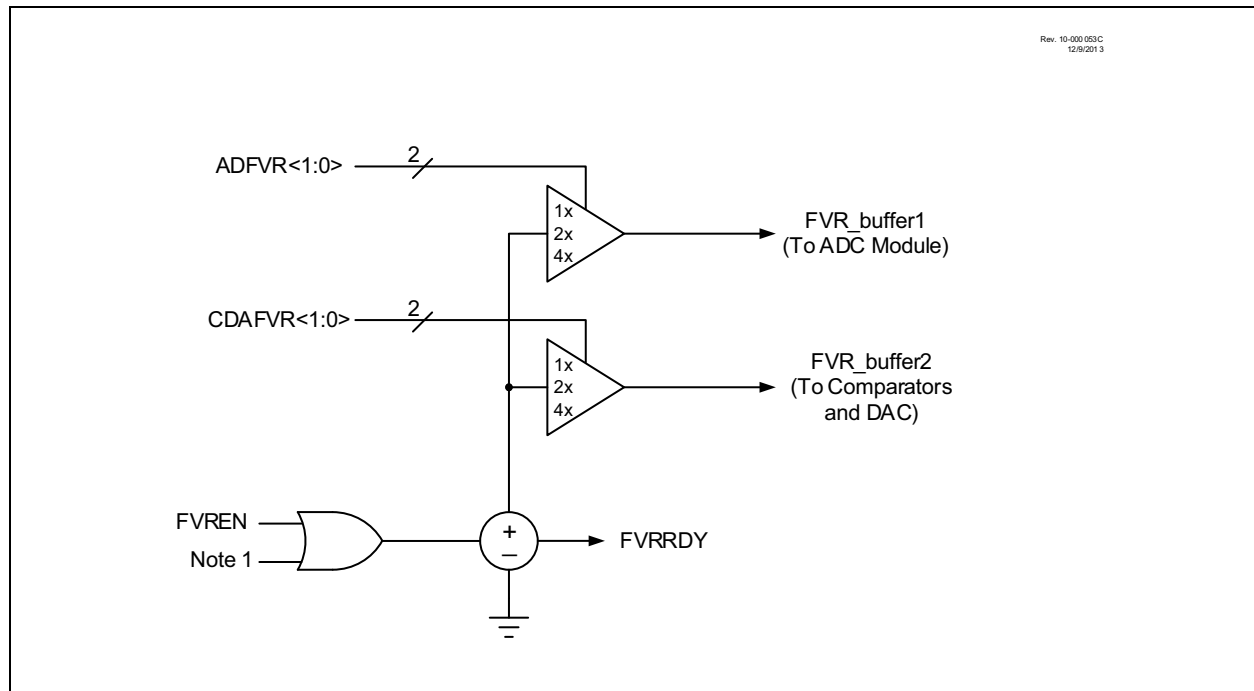 Rev. 10-000 053C
12/9/201 3
ADFVR<1:0>
2
1x
2x
4x
FVR_buffer1
(To ADC Module)
CDAFVR<1:0>
2
1x
2x
4x
FVR_buffer2
(To Comparators
and DAC)
FVREN
Note 1
+
–
FVRRDY